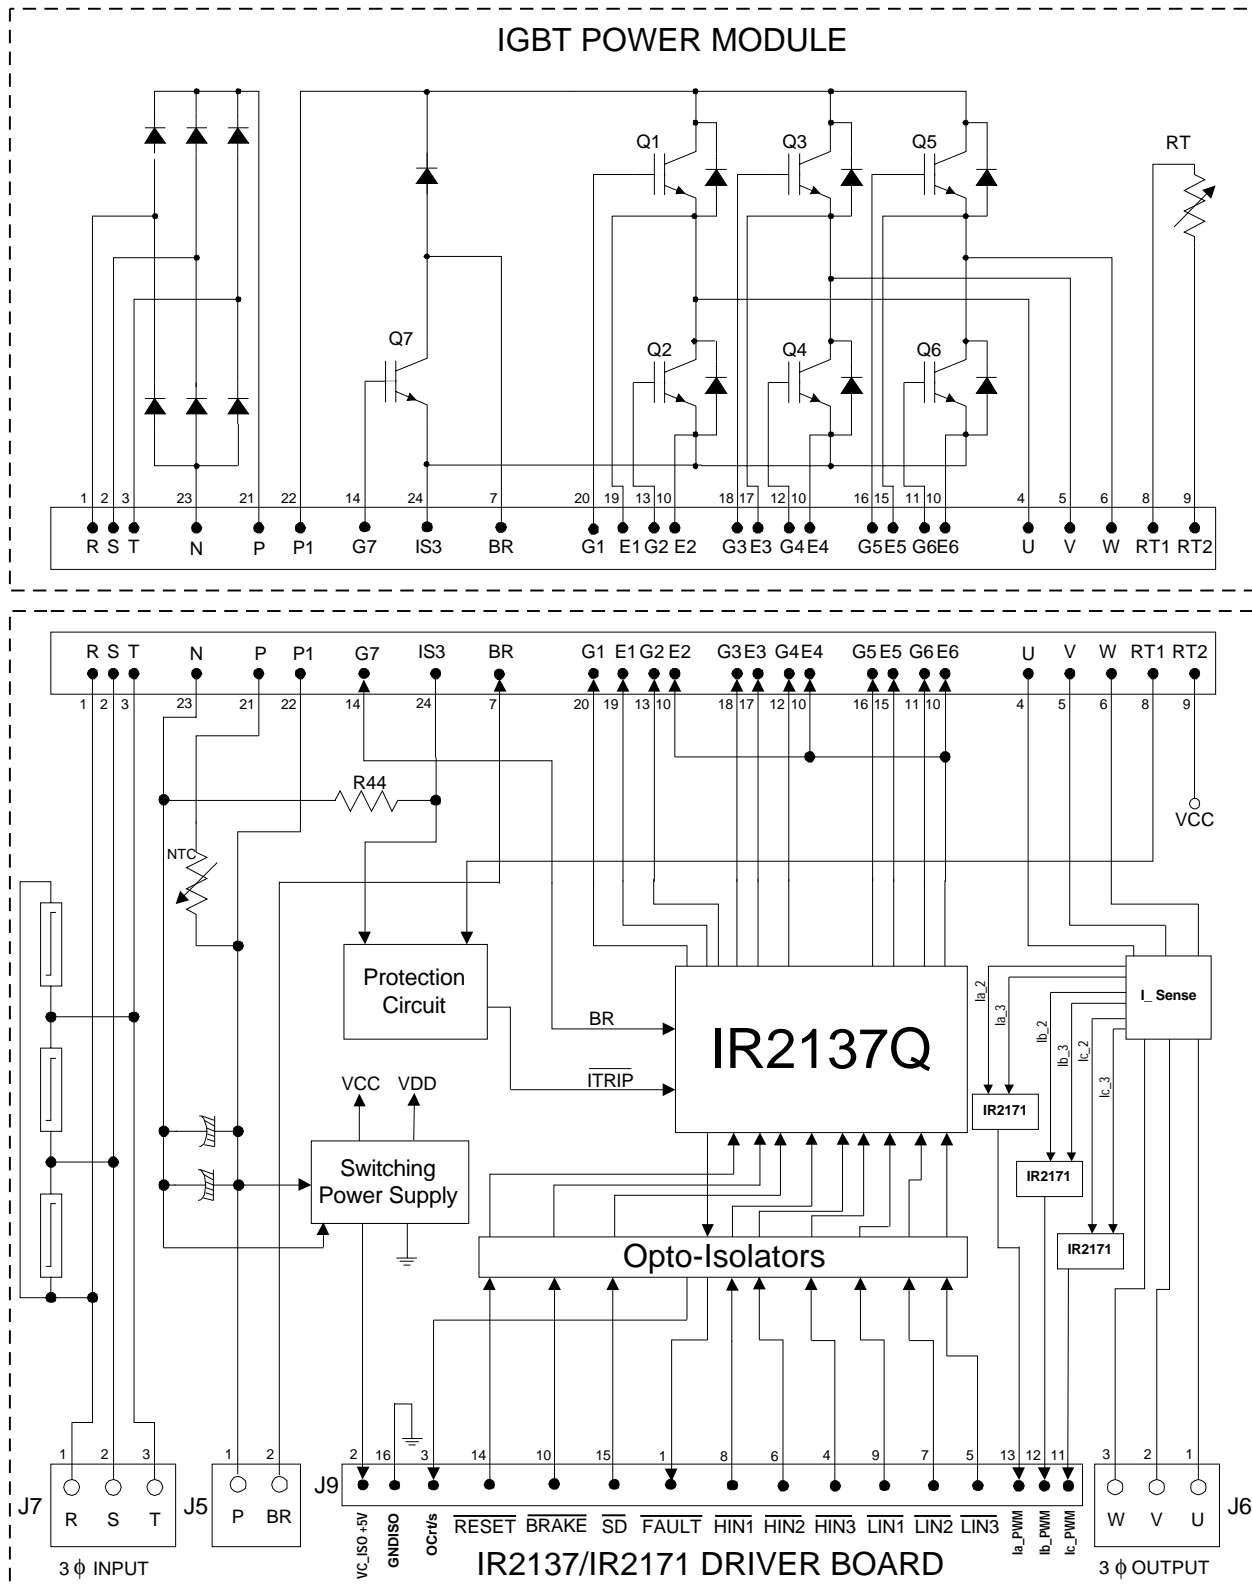 IGBT POWER MODULE
Q1 Q3 Q5 RT
Q7 Q2 Q4 Q6
1 2 3 23 21 22 14 24 7 20 19 13 10 18 17 12 10 16 15 11 10 4 5 6 8 9
R S T N P P1 G7 IS3 BR G1 E1 G2 E2 G3 E3 G4 E4 G5 E5 G6 E6 U V W RT1 RT2
R S T N P P1 G7 IS3 BR G1 E1 G2 E2 G3 E3 G4 E4 G5 E5 G6 E6 U V W RT1 RT2
1 2 3 23 21 22 14 24 7 20 19 13 10 18 17 12 10 16 15 11 10 4 5 6 8 9
R44
VCC
NTC
Protection
Circuit
BR
IR2137Q
ITRIP
I_ Sense
Ia_2
Ia_3
Ib_2
Ib_3
Ic_2
Ic_3
IR2171
IR2171
IR2171
VCC VDD
Switching
Power Supply
Opto-Isolators
1 2 3 1 2 2 16 3 14 10 15 1 8 6 4 9 7 5 13 12 11 3 2 1
J7 R S T
J5 P BR
J9
J6 W V U
VC_ISO +5V
GNDISO
OCrt/s
RESET BRAKE SD FAULT HIN1 HIN2 HIN3 LIN1 LIN2 LIN3
Ia_PWM
Ib_PWM
Ic_PWM
3 ϕ INPUT
IR2137/IR2171 DRIVER BOARD
3 ϕ OUTPUT